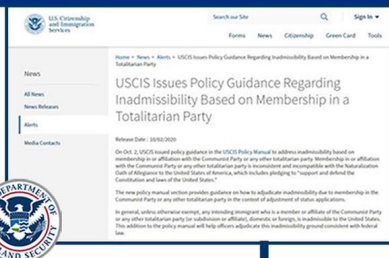 U.S. Citizenship
and Immigration
Services
Search our Site
Sign In
Forms News Citizenship Green Card Tools
Home > News > Alerts > USCIS Issues Policy Guidance Regarding Inadmissibility Based on Membership in a
Totalitarian Party
News
All News
News Releases
Alerts
Media Contacts
USCIS Issues Policy Guidance Regarding
Inadmissibility Based on Membership in a
Totalitarian Party
Release Date : 10/02/2020
On Oct. 2, USCIS issued policy guidance in the USCIS Policy Manual to address inadmissibility based on
membership in or affiliation with the Communist Party or any other totalitarian party. Membership in or affiliation
with the Communist Party or any other totalitarian party is inconsistent and incompatible with the Naturalization
Oath of Allegiance to the United States of America, which includes pledging to "support and defend the
Constitution and laws of the United States."
The new policy manual section provides guidance on how to adjudicate inadmissibility due to membership in the
Communist Party or any other totalitarian party in the context of adjustment of status applications.
In general, unless otherwise exempt, any intending immigrant who is a member or affiliate of the Communist Party
or any other totalitarian party (or subdivision or affiliate), domestic or foreign, is inadmissible to the United States.
This addition to the policy manual will help officers adjudicate this inadmissibility ground consistent with federal
law.
DEPARTMENT OF
LAND SECURITY